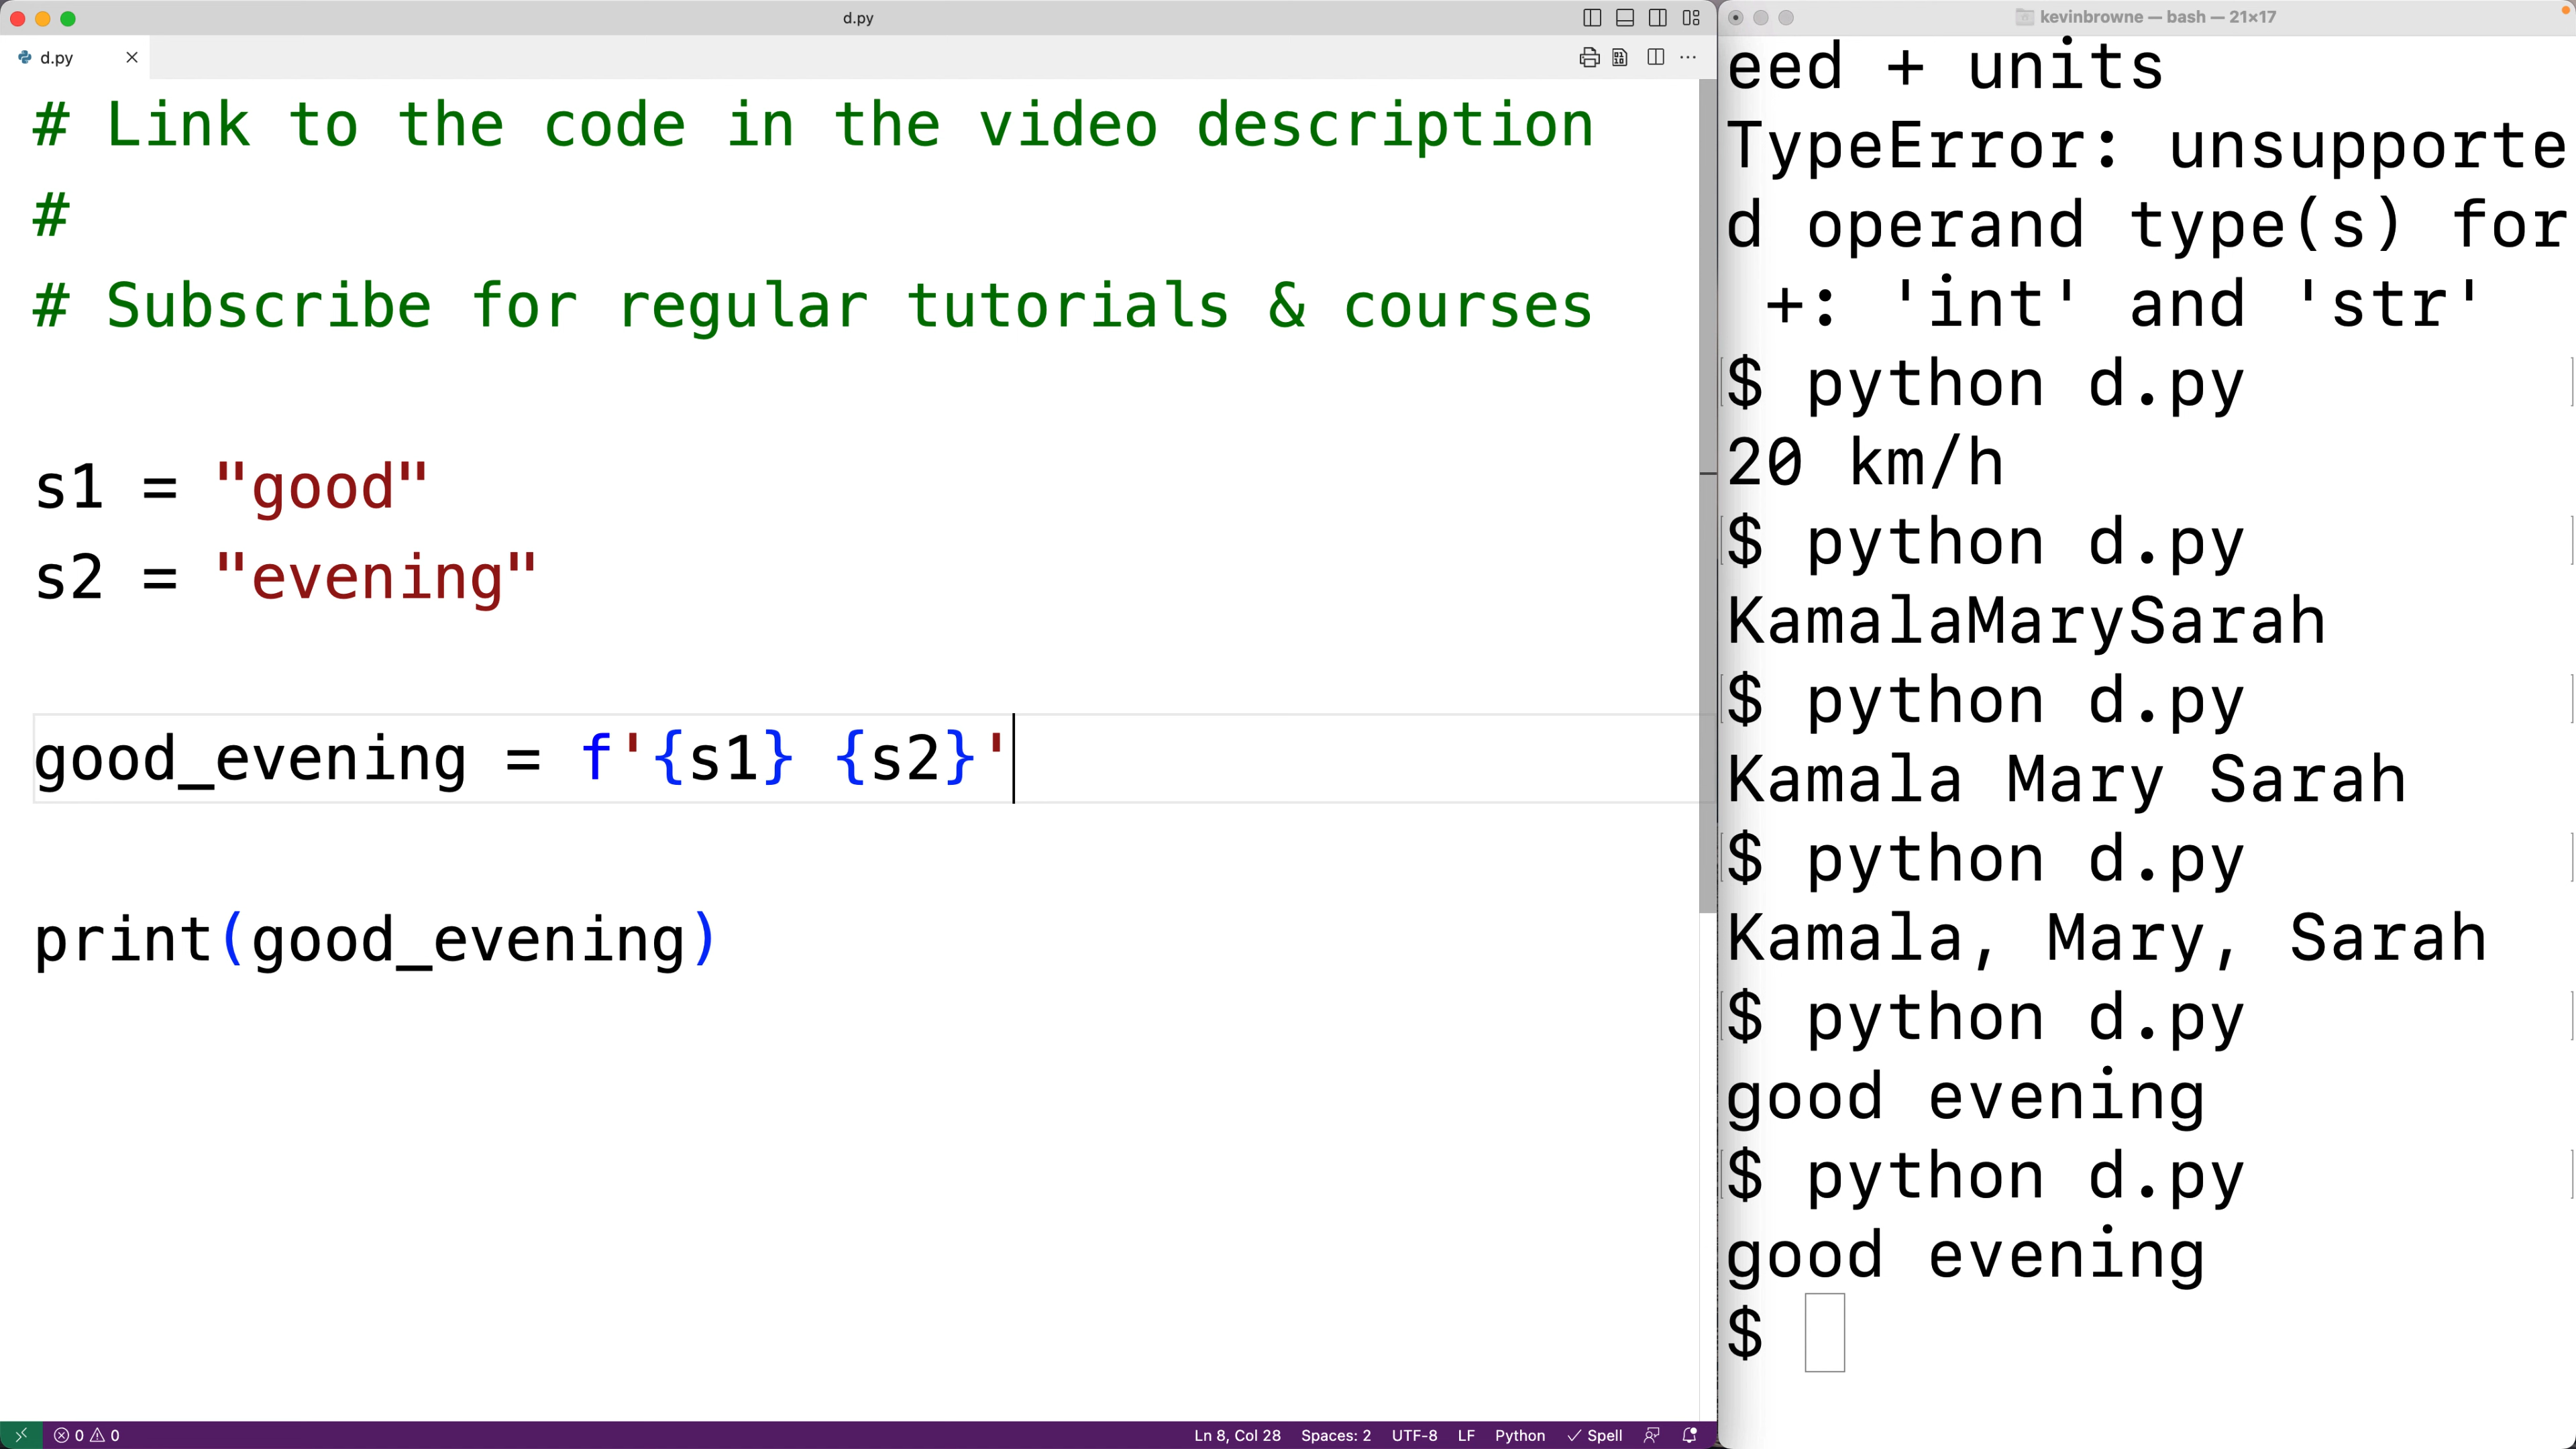 d.py
d.py
# Link to the code in the video description
#
# Subscribe for regular tutorials & courses
s1 = "good"
s2 = "evening"
good_evening = f'{s1} {s2}'
print(good_evening)
0 0
Ln 8, Col 28 Spaces: 2 UTF-8 LF Python Spell
kevinbrowne — bash — 21×17
eed + units
TypeError: unsupporte
d operand type(s) for
+: 'int' and 'str'
$ python d.py
20 km/h
$ python d.py
KamalaMarySarah
$ python d.py
Kamala Mary Sarah
$ python d.py
Kamala, Mary, Sarah
$ python d.py
good evening
$ python d.py
good evening
$